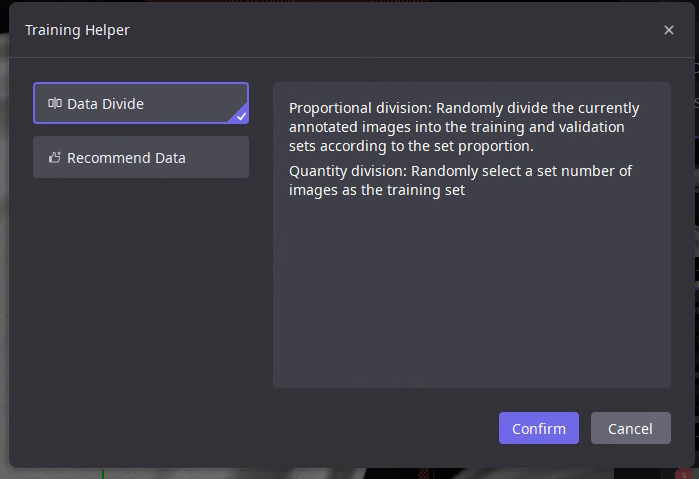 Training Helper
Data Divide
Recommend Data
Proportional division: Randomly divide the currently
annotated images into the training and validation
sets according to the set proportion.
Quantity division: Randomly select a set number of
images as the training set
Confirm
Cancel